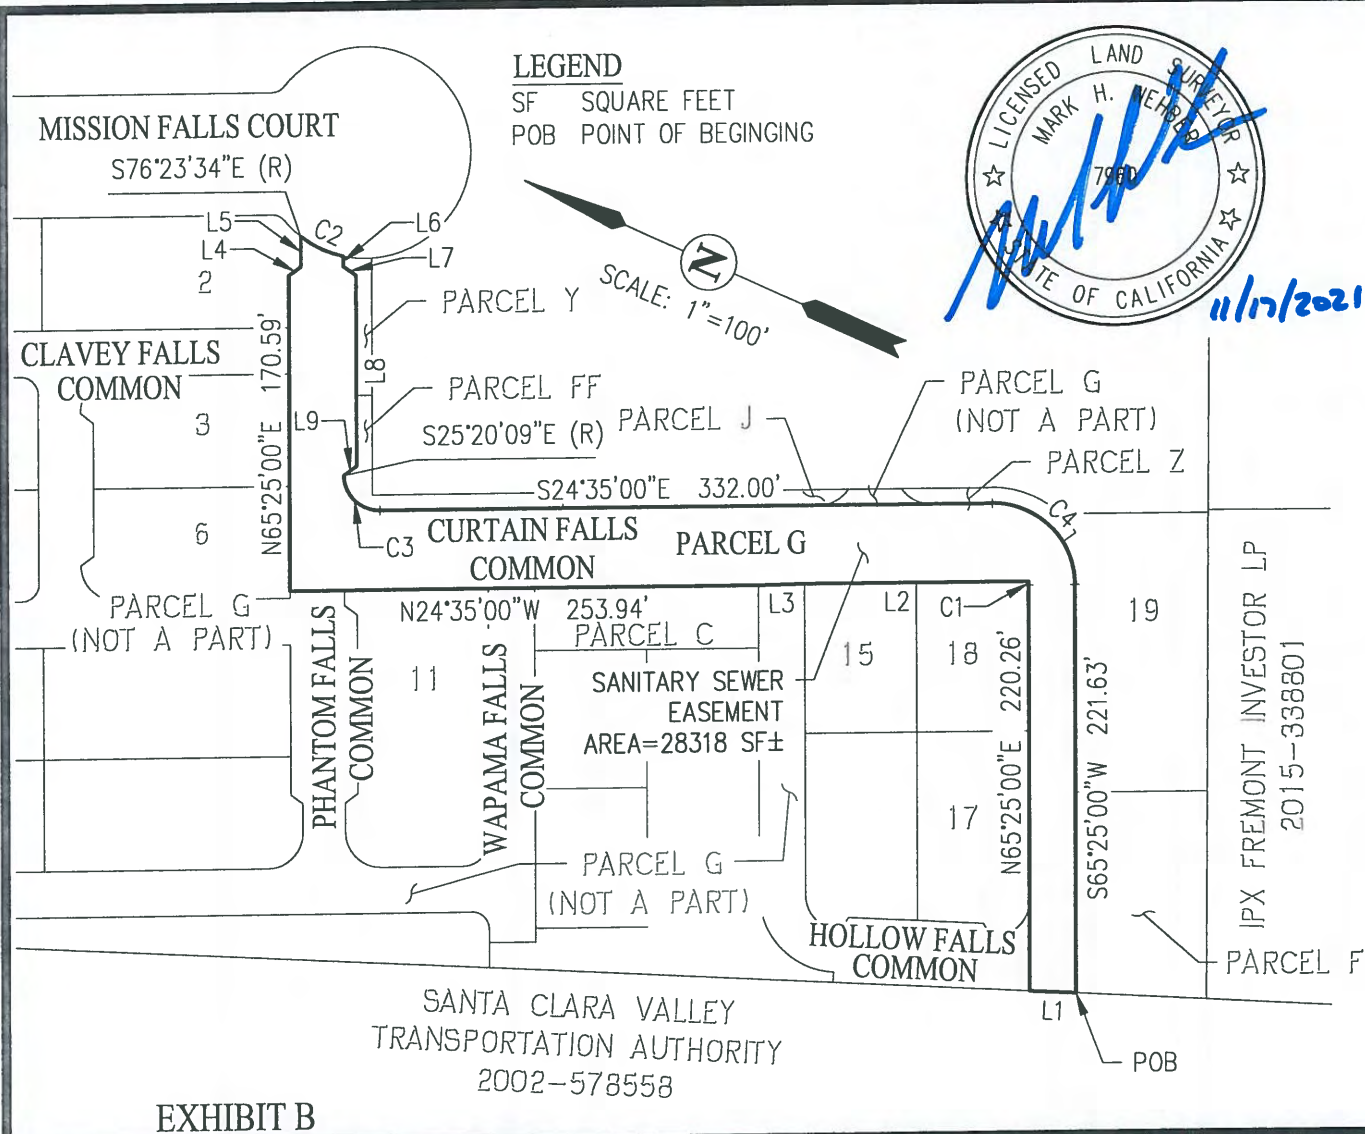 LEGEND
SF SQUARE FEET
POB POINT OF BEGINGING
LICENSED LAND SURVEYOR
MARK H. WEHBER
7960
STATE OF CALIFORNIA
11/17/2021
MISSION FALLS COURT
S76°23'34"E (R)
L5
C2
L6
L4
L7
2
N
SCALE: 1"=100'
PARCEL Y
CLAVEY FALLS
COMMON
N65°25'00"E 170.59'
L8
PARCEL FF
3
L9
S25°20'09"E (R)
PARCEL J
PARCEL G
(NOT A PART)
PARCEL Z
S24°35'00"E 332.00'
C4
6
C3
CURTAIN FALLS
COMMON
PARCEL G
PARCEL G
(NOT A PART)
N24°35'00"W 253.94'
L3
L2
C1
19
PARCEL C
11
15
18
PHANTOM FALLS
COMMON
WAPAMA FALLS
COMMON
SANITARY SEWER
EASEMENT
AREA=28318 SF±
N65°25'00"E 220.26'
S65°25'00"W 221.63'
IPX FREMONT INVESTOR LP
2015-338801
17
PARCEL G
(NOT A PART)
HOLLOW FALLS
COMMON
PARCEL F
L1
POB
SANTA CLARA VALLEY
TRANSPORTATION AUTHORITY
2002-578558
EXHIBIT B